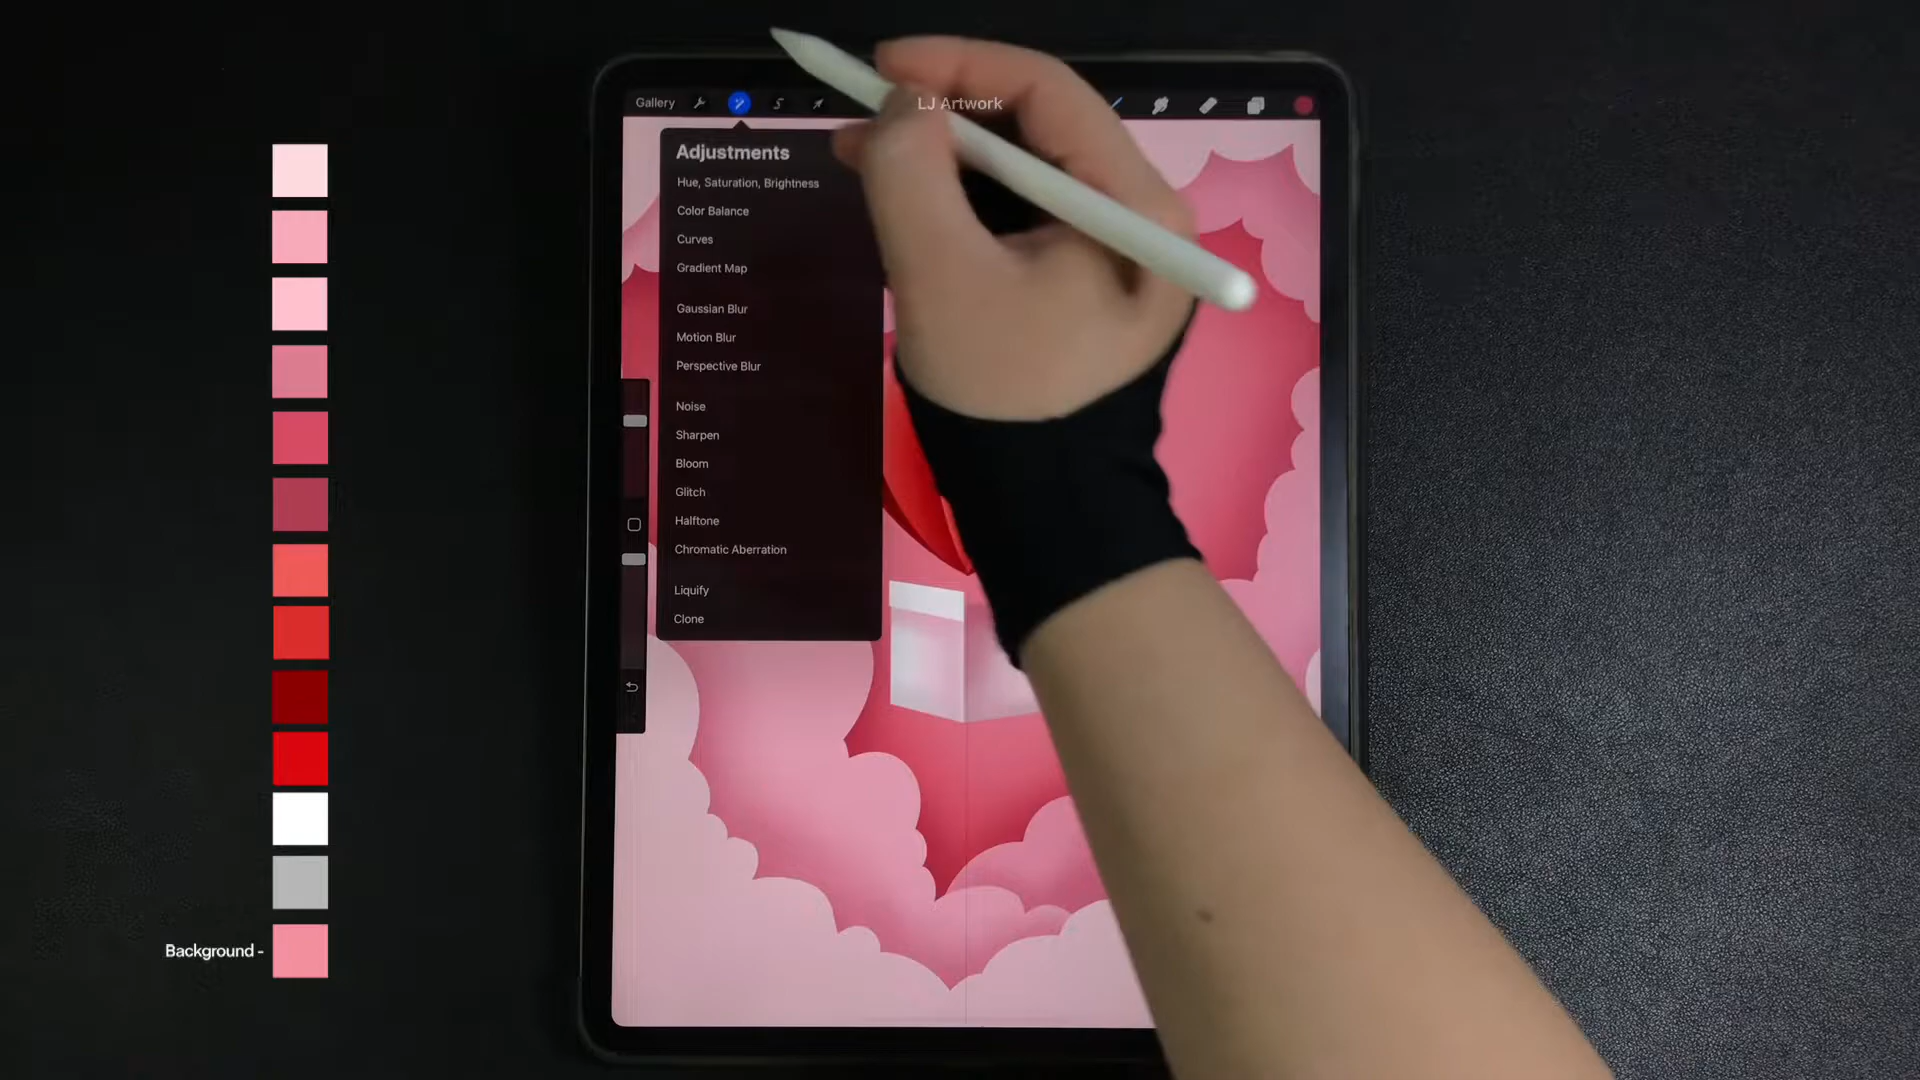 Gallery
LJ Artwork
Adjustments
Hue, Saturation, Brightness
Color Balance
Curves
Gradient Map
Gaussian Blur
Motion Blur
Perspective Blur
Noise
Sharpen
Bloom
Glitch
Halftone
Chromatic Aberration
Liquify
Clone
Background -